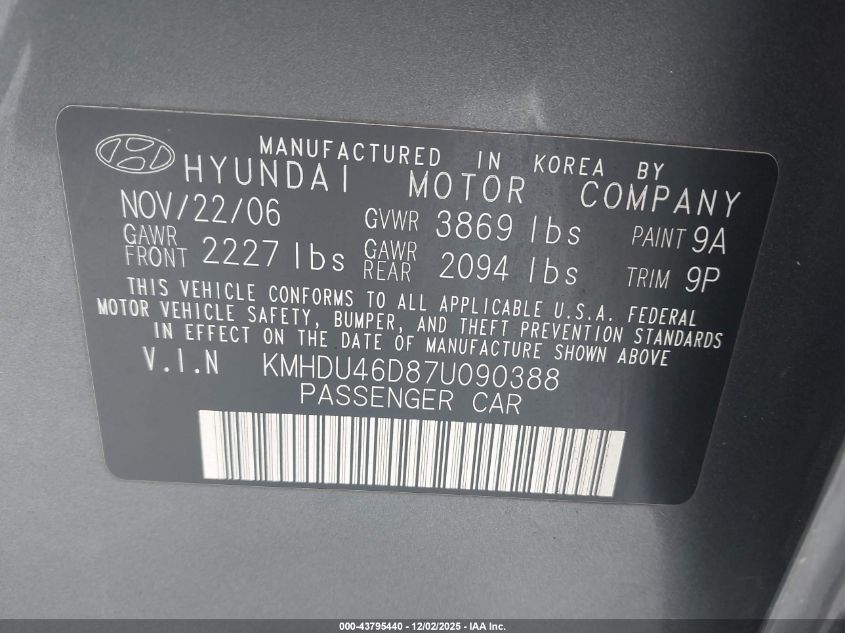 MANUFACTURED IN KOREA BY
HYUNDAI MOTOR COMPANY
NOV/22/06 GVWR 3869 lbs PAINT 9A
GAWR FRONT 2227 lbs GAWR REAR 2094 lbs TRIM 9P
THIS VEHICLE CONFORMS TO ALL APPLICABLE U.S.A. FEDERAL
MOTOR VEHICLE SAFETY, BUMPER, AND THEFT PREVENTION STANDARDS
IN EFFECT ON THE DATE OF MANUFACTURE SHOWN ABOVE
V.I.N KMHDU46D87U090388
PASSENGER CAR
000-43795440 - 12/02/2025 - IAA Inc.